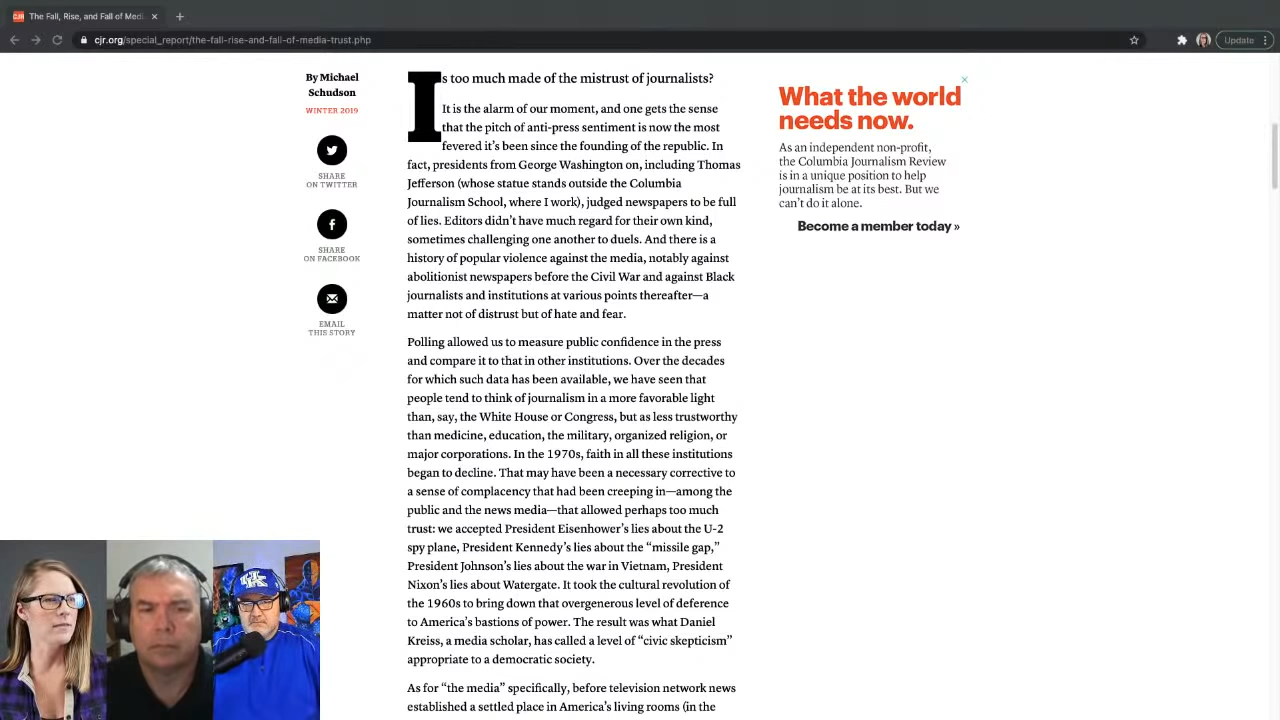 CJR The Fall, Rise, and Fall of Medi
cjr.org/special_report/the-fall-rise-and-fall-of-media-trust.php
Update
By Michael
Schudson
WINTER 2019
SHARE
ON TWITTER
SHARE
ON FACEBOOK
EMAIL
THIS STORY
Is too much made of the mistrust of journalists?
It is the alarm of our moment, and one gets the sense
that the pitch of anti-press sentiment is now the most
fevered it’s been since the founding of the republic. In
fact, presidents from George Washington on, including Thomas
Jefferson (whose statue stands outside the Columbia
Journalism School, where I work), judged newspapers to be full
of lies. Editors didn’t have much regard for their own kind,
sometimes challenging one another to duels. And there is a
history of popular violence against the media, notably against
abolitionist newspapers before the Civil War and against Black
journalists and institutions at various points thereafter—a
matter not of distrust but of hate and fear.
Polling allowed us to measure public confidence in the press
and compare it to that in other institutions. Over the decades
for which such data has been available, we have seen that
people tend to think of journalism in a more favorable light
than, say, the White House or Congress, but as less trustworthy
than medicine, education, the military, organized religion, or
major corporations. In the 1970s, faith in all these institutions
began to decline. That may have been a necessary corrective to
a sense of complacency that had been creeping in—among the
public and the news media—that allowed perhaps too much
trust: we accepted President Eisenhower’s lies about the U-2
spy plane, President Kennedy’s lies about the “missile gap,”
President Johnson’s lies about the war in Vietnam, President
Nixon’s lies about Watergate. It took the cultural revolution of
the 1960s to bring down that overgenerous level of deference
to America’s bastions of power. The result was what Daniel
Kreiss, a media scholar, has called a level of “civic skepticism”
appropriate to a democratic society.
As for “the media” specifically, before television network news
established a settled place in America’s living rooms (in the
What the world
needs now.
As an independent non-profit,
the Columbia Journalism Review
is in a unique position to help
journalism be at its best. But we
can’t do it alone.
Become a member today »
UK